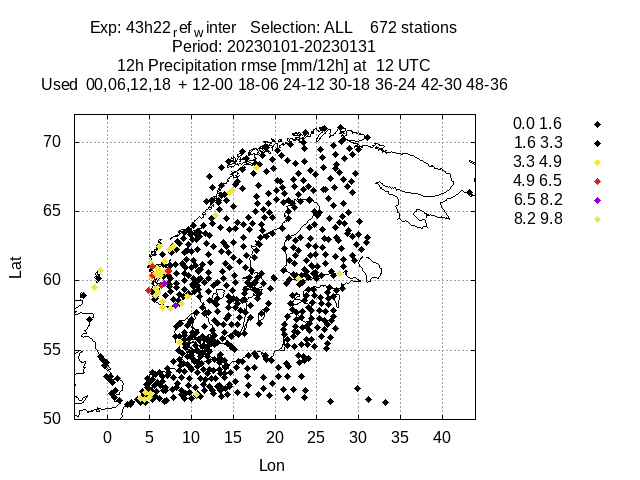 Exp: 43h22ref winter Selection: ALL 672 stations
Period: 20230101-20230131
12h Precipitation rmse [mm/12h] at 12 UTC
Used 00,06,12,18 + 12-00 18-06 24-12 30-18 36-24 42-30 48-36
0.0 1.6
1.6 3.3
3.3 4.9
4.9 6.5
6.5 8.2
8.2 9.8
Lat
70
65
60
55
50
0 5 10 15 20 25 30 35 40
Lon